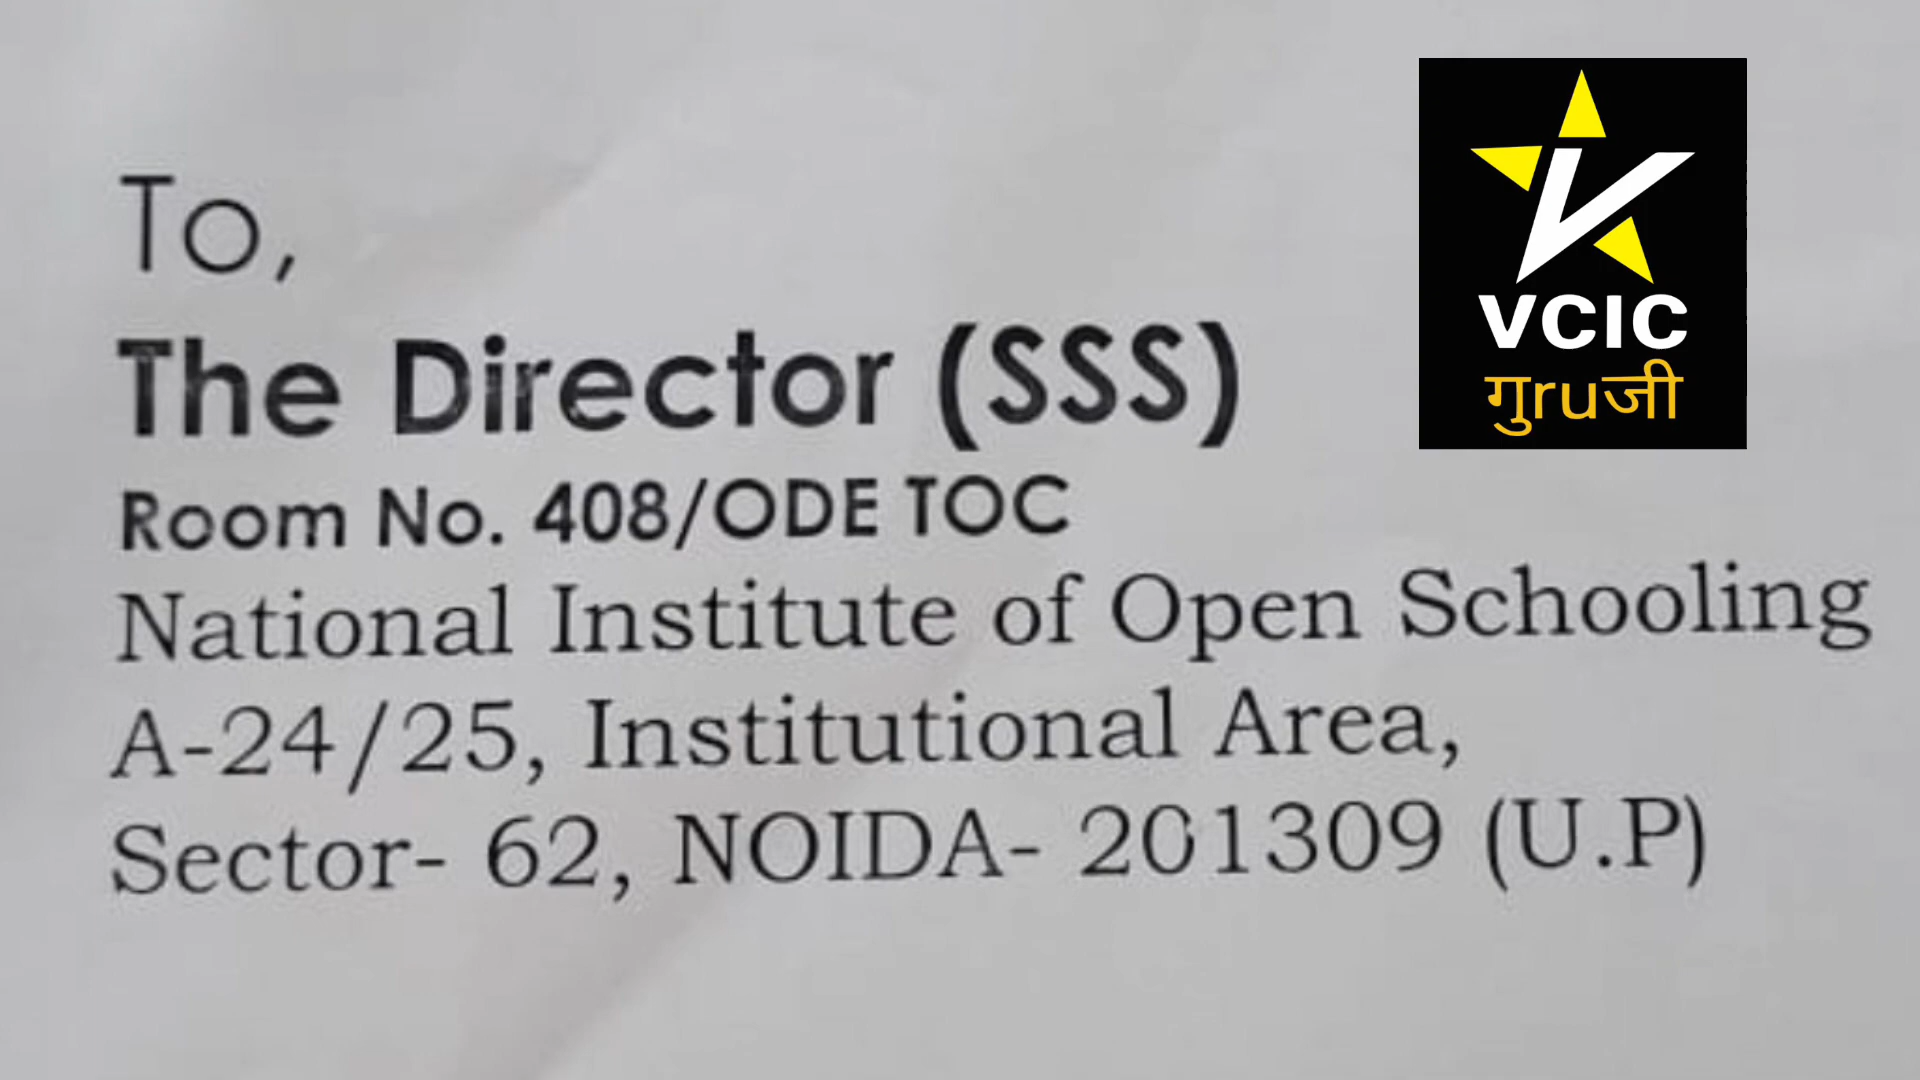 To,
The Director (SSS)
Room No. 408/ODE TOC
National Institute of Open Schooling
A-24/25, Institutional Area,
Sector- 62, NOIDA- 201309 (U.P)
VCIC
गुruजी